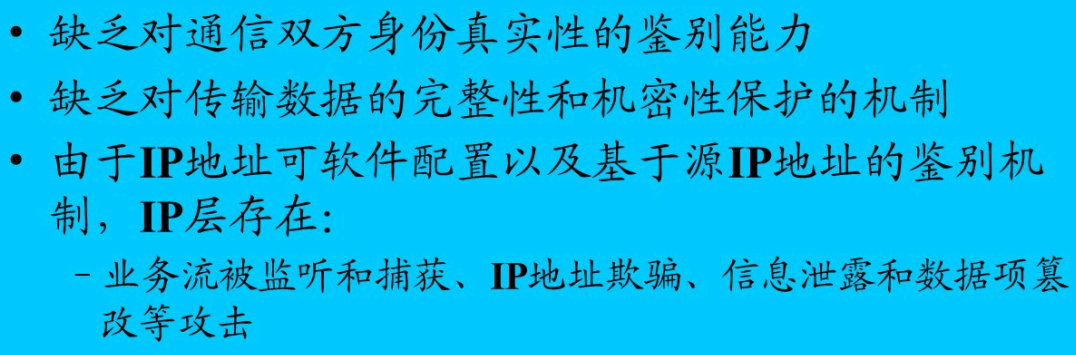 • 缺乏对通信双方身份真实性的鉴别能力
• 缺乏对传输数据的完整性和机密性保护的机制
• 由于IP地址可软件配置以及基于源IP地址的鉴别机
制，IP层存在：
－业务流被监听和捕获、IP地址欺骗、信息泄露和数据项篡
改等攻击